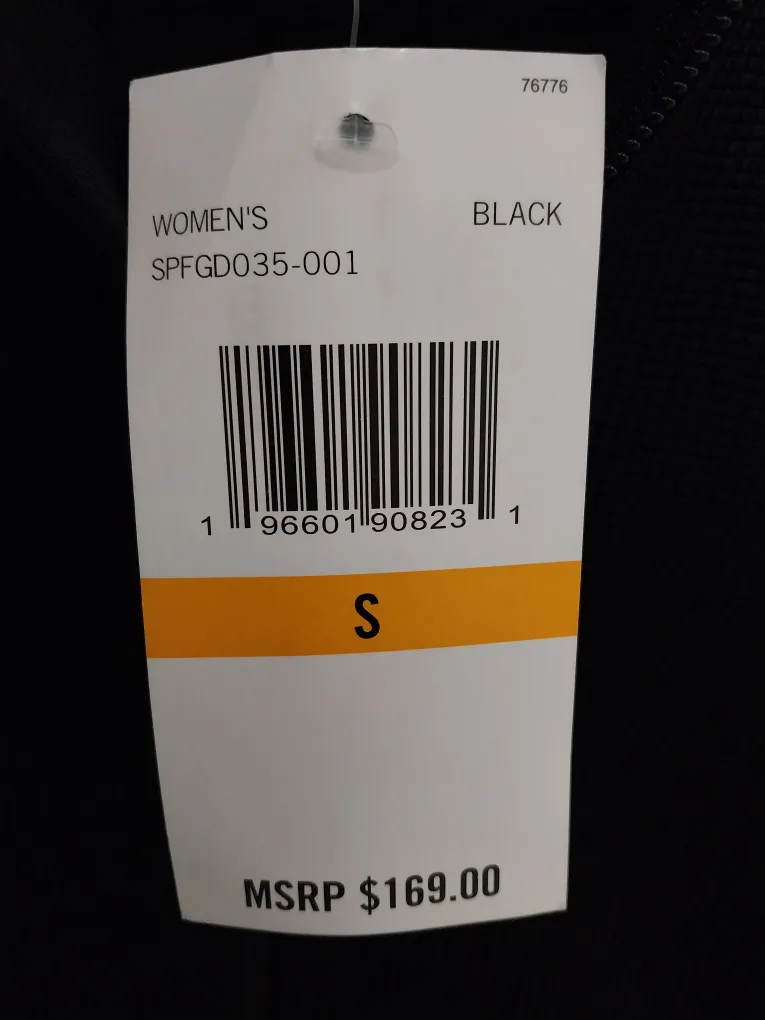 76776
WOMEN'S BLACK
SPFGD035-001
1 96601 90823 1
S
MSRP $169.00